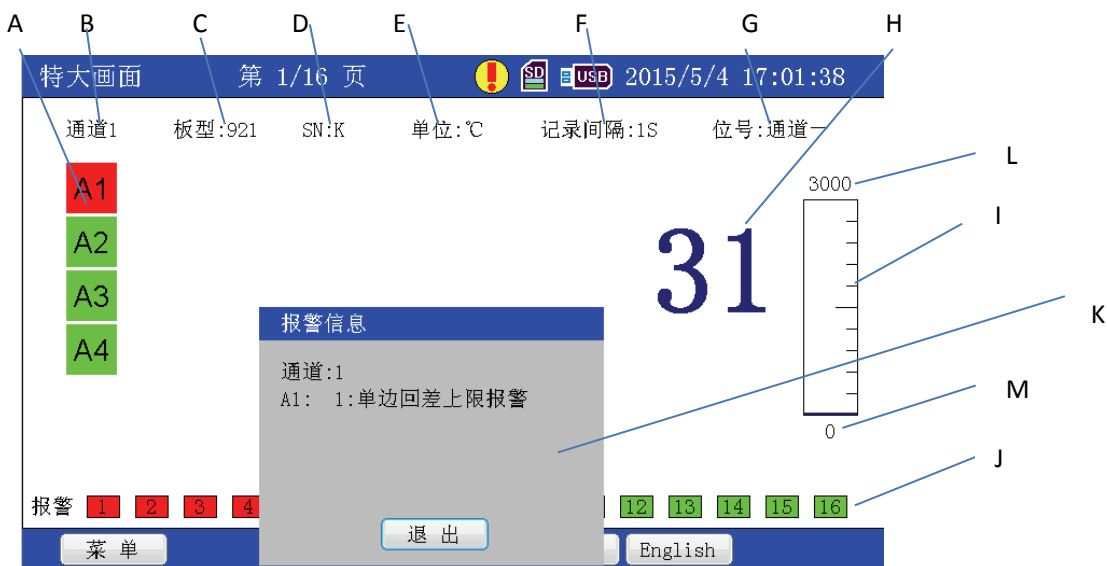 A B C D E F G H
特大画面 第 1/16 页 SD USB 2015/5/4 17:01:38
通道1 板型:921 SN:K 单位:℃ 记录间隔:1S 位号:通道一
L
A1 3000
I
A2 31
A3
K
报警信息
A4
通道:1
A1: 1:单边回差上限报警
M
0
J
报警 1 2 3 4 12 13 14 15 16
退 出
菜 单 English